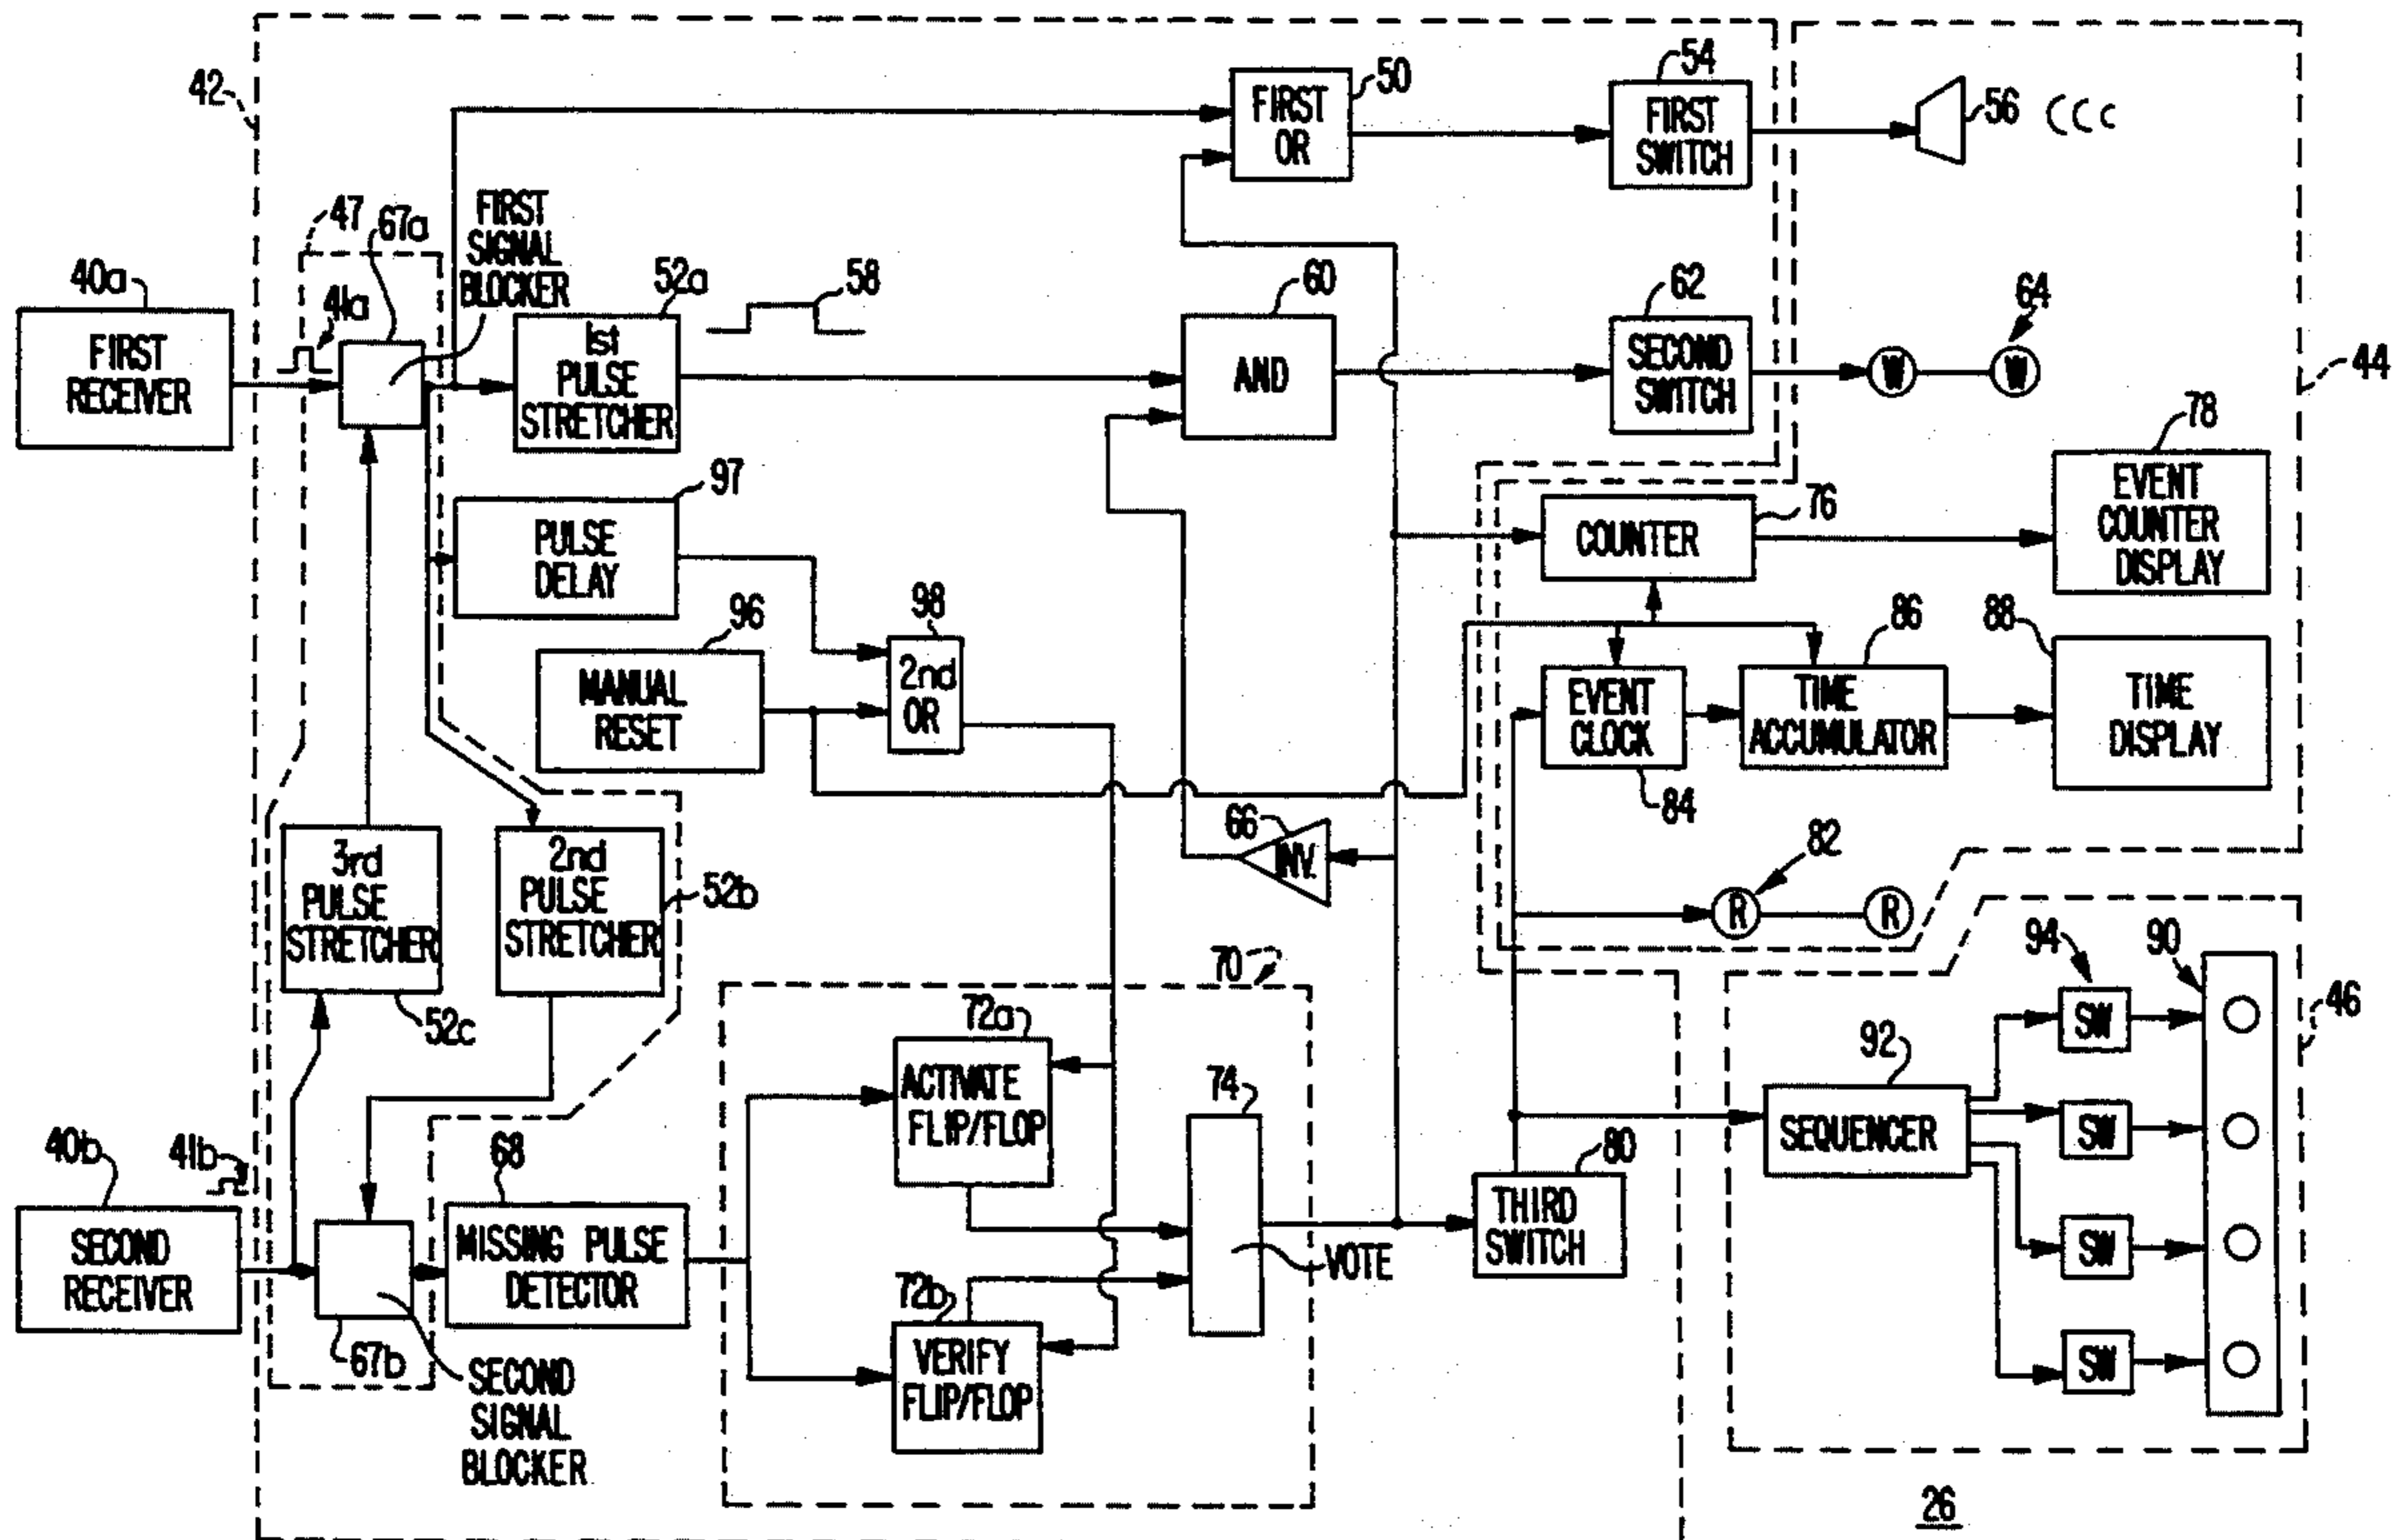 42
47
67a
FIRST
SIGNAL
BLOCKER
50
FIRST
OR
54
FIRST
SWITCH
56
40a
FIRST
RECEIVER
41a
52a
1st
PULSE
STRETCHER
58
60
AND
62
SECOND
SWITCH
64
W
W
44
97
PULSE
DELAY
76
COUNTER
78
EVENT
COUNTER
DISPLAY
96
MANUAL
RESET
98
2nd
OR
84
EVENT
CLOCK
86
TIME
ACCUMULATOR
88
TIME
DISPLAY
3rd
PULSE
STRETCHER
52c
2nd
PULSE
STRETCHER
52b
66
INV.
82
R
R
70
72a
ACTIVATE
FLIP/FLOP
74
VOTE
80
THIRD
SWITCH
92
SEQUENCER
94
SW
SW
SW
SW
90
46
40b
SECOND
RECEIVER
41b
67b
SECOND
SIGNAL
BLOCKER
68
MISSING PULSE
DETECTOR
72b
VERIFY
FLIP/FLOP
26